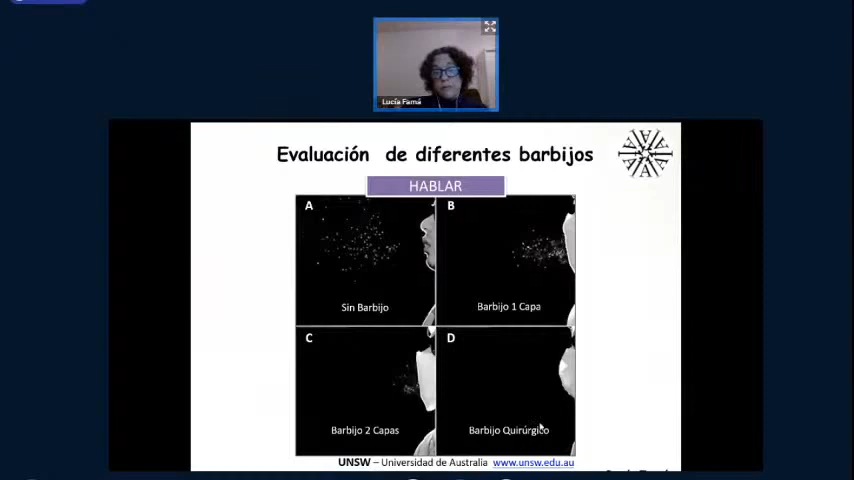 Lucía Famá
Evaluación de diferentes barbijos
HABLAR
A
B
Sin Barbijo
Barbijo 1 Capa
C
D
Barbijo 2 Capas
Barbijo Quirúrgico
UNSW – Universidad de Australia www.unsw.edu.au